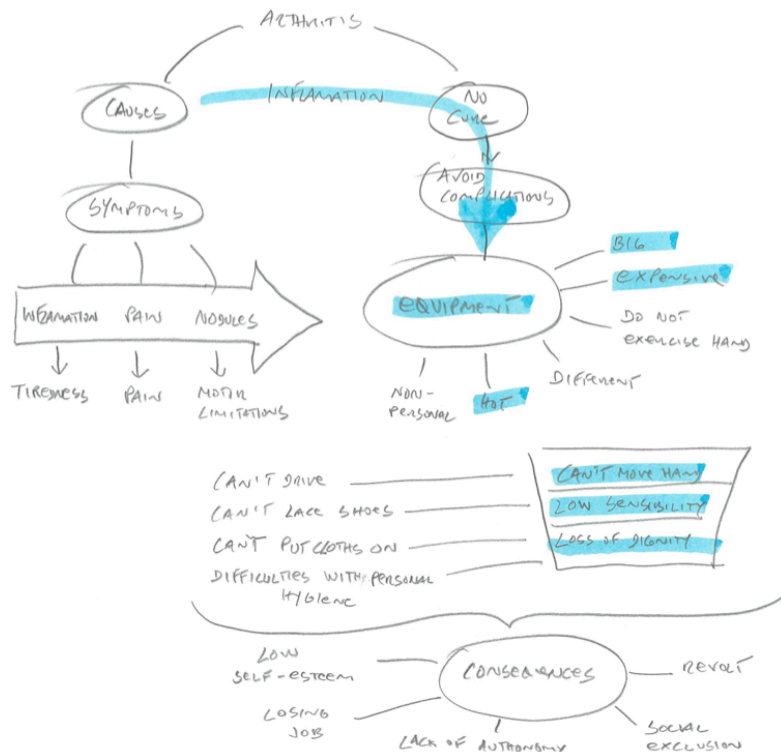 ARTHRITIS
CAUSES
INFLAMATION
NO
CURE
AVOID
COMPLICATIONS
SYMPTOMS
BIG
EXPENSIVE
EQUIPMENT
DO NOT
EXERCISE HAND
INFLAMATION PAIN NODULES
DIFFERENT
NON-
PERSONAL
HOT
TIREDNESS PAIN MOTOR
LIMITATIONS
CAN'T DRIVE
CAN'T MOVE HAND
CAN'T LACE SHOES
LOW SENSIBILITY
CAN'T PUT CLOTHS ON
LOSS OF DIGNITY
DIFFICULTIES WITH PERSONAL
HYGIENE
LOW
SELF-ESTEEM
CONSEQUENCES
REVOLT
LOSING
JOB
LACK OF AUTHONOMY
SOCIAL
EXCLUSION